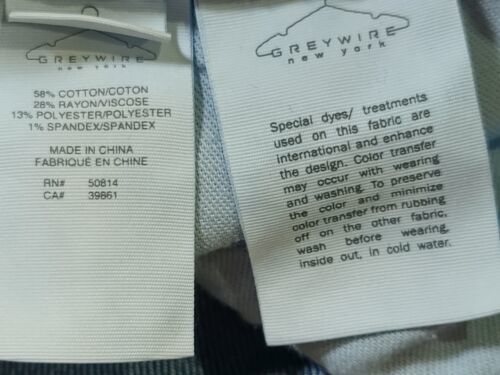 GREYWIRE
new york
58% COTTON/COTON
28% RAYON/VISCOSE
13% POLYESTER/POLYESTER
1% SPANDEX/SPANDEX
MADE IN CHINA
FABRIQUÉ EN CHINE
RN# 50814
CA# 39861
GREYWIRE
new york
Special dyes/ treatments
used on this fabric are
international and enhance
the design. Color transfer
may occur with wearing
and washing. To preserve
the color and minimize
color transfer from rubbing
off on the other fabric,
wash before wearing,
inside out, in cold water.